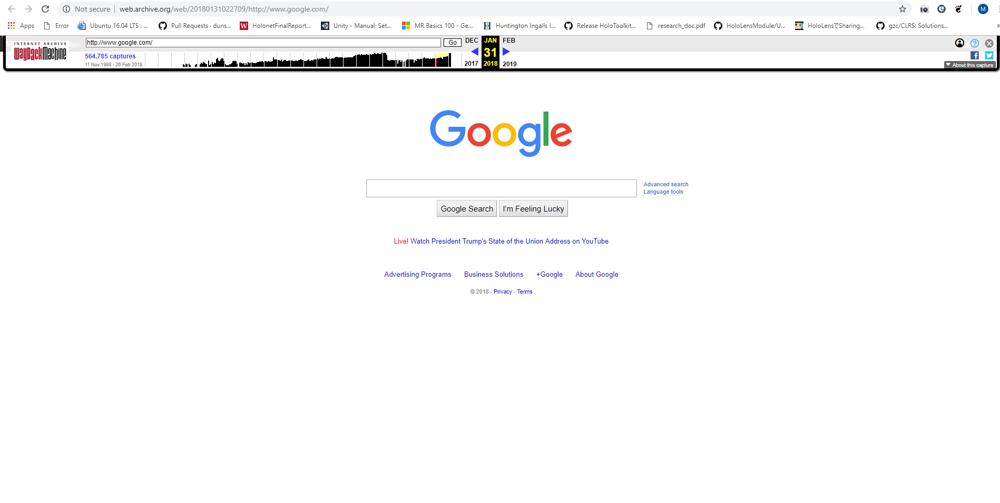 Not secure web.archive.org/web/20180131022709/http://www.google.com/
M
Apps Error Ubuntu 16.04 LTS : ... Pull Requests · duns... W HolonetFinalReport... Unity - Manual: Set... MR Basics 100 - Ge... Huntington Ingalls I... Release HoloToolkit... research_doc.pdf HoloLensModule/U... HoloLensでSharing... gzc/CLRS: Solutions...
INTERNET ARCHIVE
WayBackMachine
http://www.google.com/ Go DEC JAN FEB
564,785 captures 31
11 Nov 1998 - 26 Feb 2019 2017 2018 2019
About this capture
Google
Advanced search
Language tools
Google Search I'm Feeling Lucky
Live! Watch President Trump's State of the Union Address on YouTube
Advertising Programs Business Solutions +Google About Google
© 2018 - Privacy - Terms